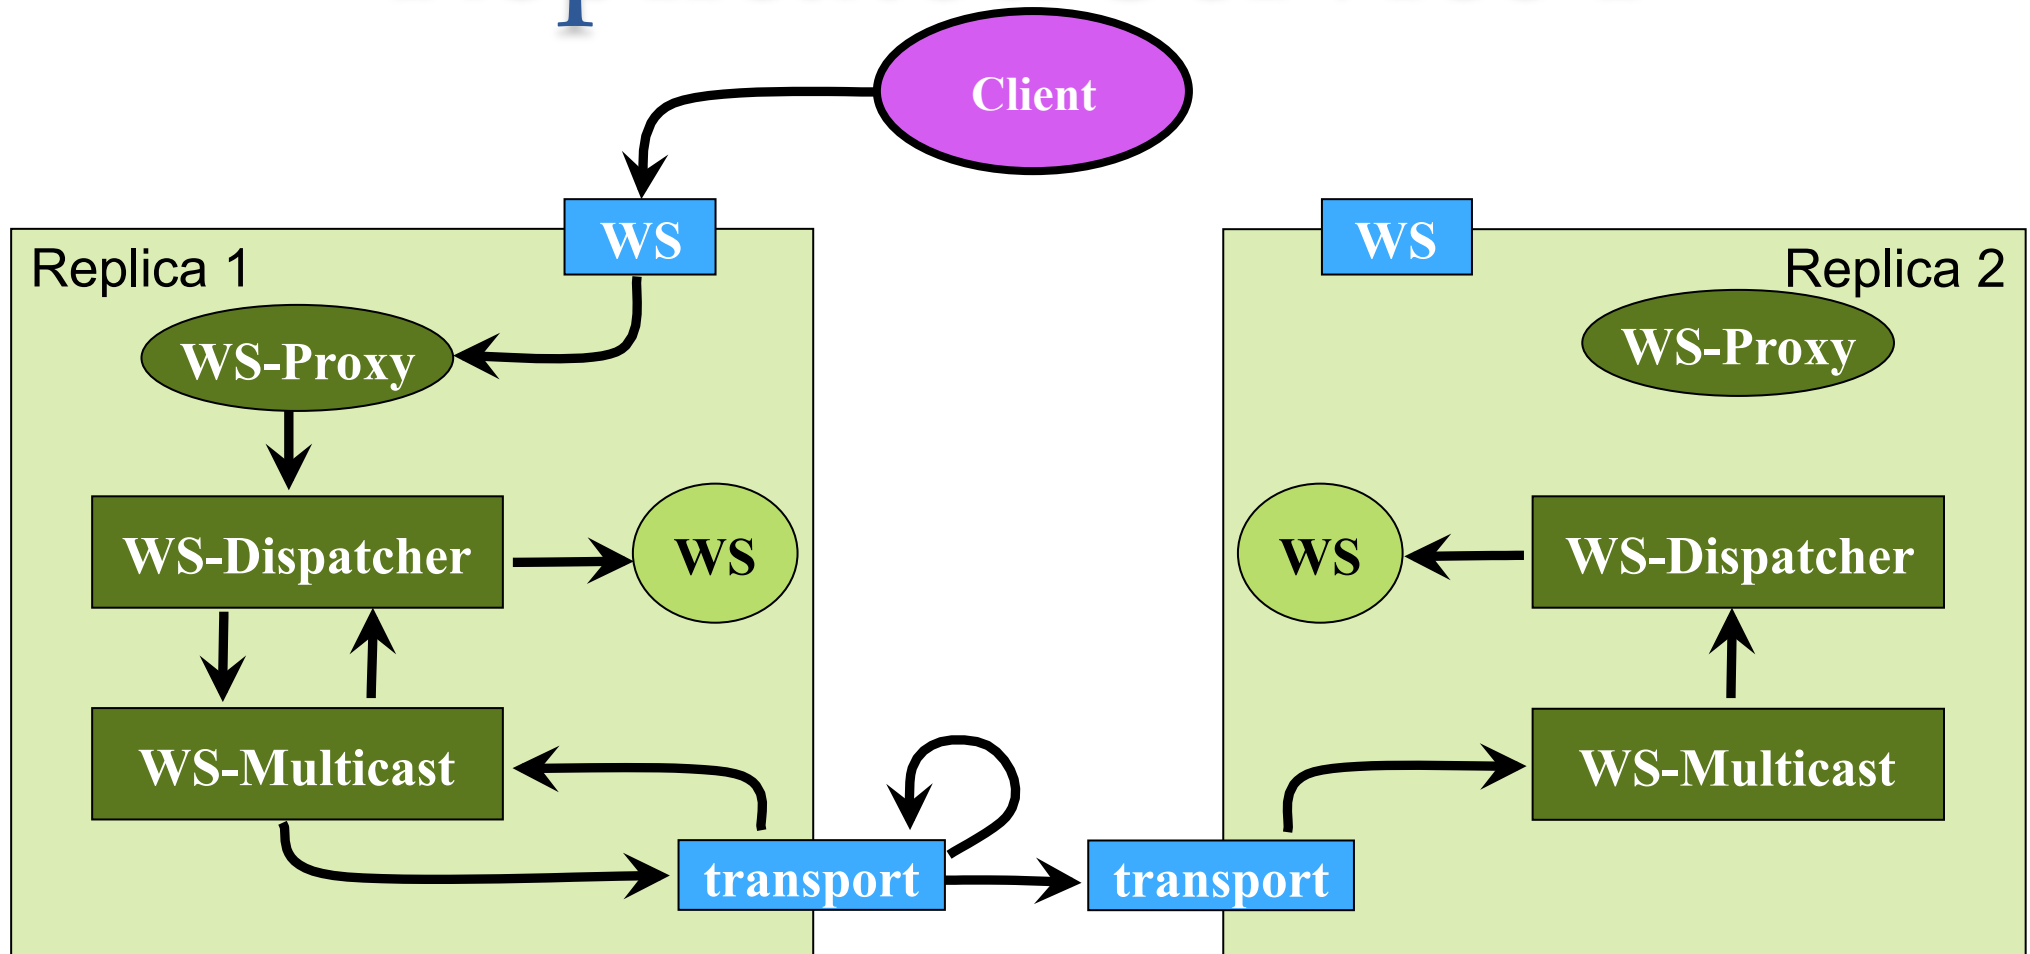 Client
WS
WS
Replica 1
Replica 2
WS-Proxy
WS-Proxy
WS-Dispatcher
WS
WS
WS-Dispatcher
WS-Multicast
WS-Multicast
transport
transport